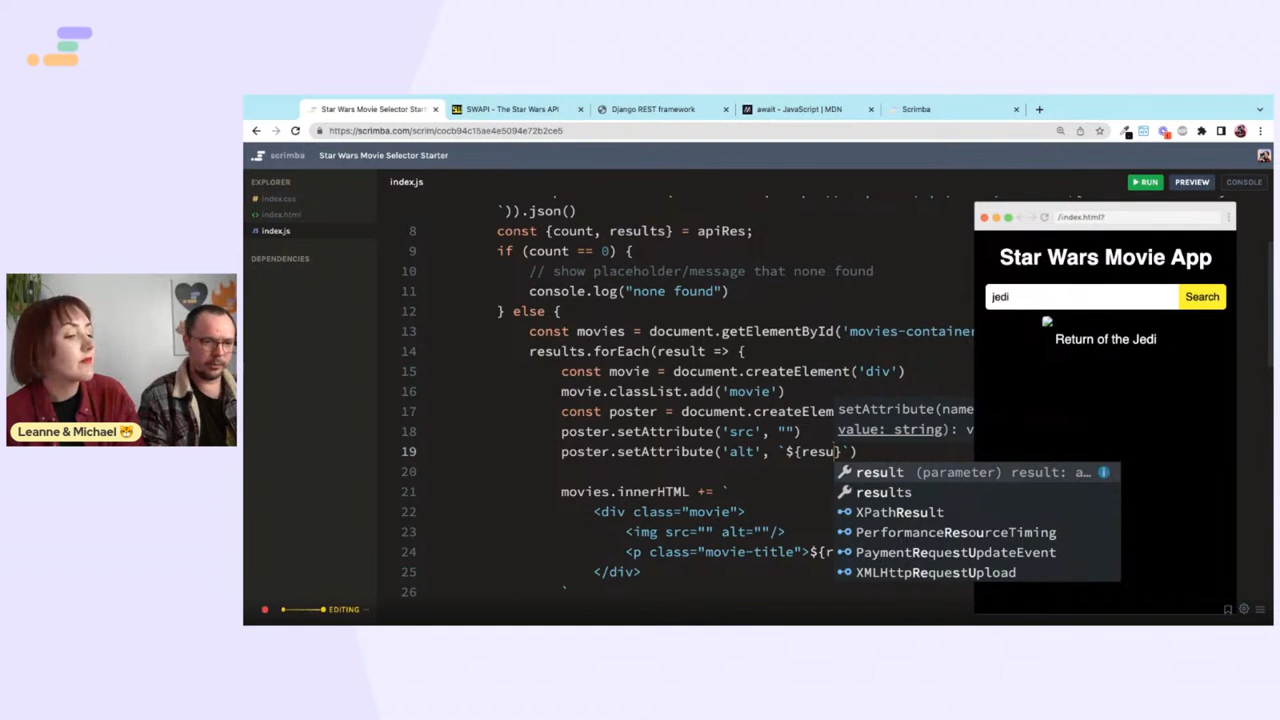 Star Wars Movie Selector Start
SWAPI - The Star Wars API
Django REST framework
await - JavaScript | MDN
Scrimba
https://scrimba.com/scrim/cocb94c15ae4e5094e72b2ce5
scrimba
Star Wars Movie Selector Starter
EXPLORER
index.css
index.html
index.js
DEPENDENCIES
index.js
RUN
PREVIEW
CONSOLE
`)).json()
8 const {count, results} = apiRes;
9 if (count == 0) {
10 // show placeholder/message that none found
11 console.log("none found")
12 } else {
13 const movies = document.getElementById('movies-container
14 results.forEach(result => {
15 const movie = document.createElement('div')
16 movie.classList.add('movie')
17 const poster = document.createElem
18 poster.setAttribute('src', "")
19 poster.setAttribute('alt', `${resu}`)
20
21 movies.innerHTML += `
22 <div class="movie">
23 <img src="" alt=""/>
24 <p class="movie-title">${r
25 </div>
26 `
setAttribute(name
value: string): v
result (parameter) result: a…
results
XPathResult
PerformanceResourceTiming
PaymentRequestUpdateEvent
XMLHttpRequestUpload
/index.html?
Star Wars Movie App
jedi
Search
Return of the Jedi
EDITING
Leanne & Michael